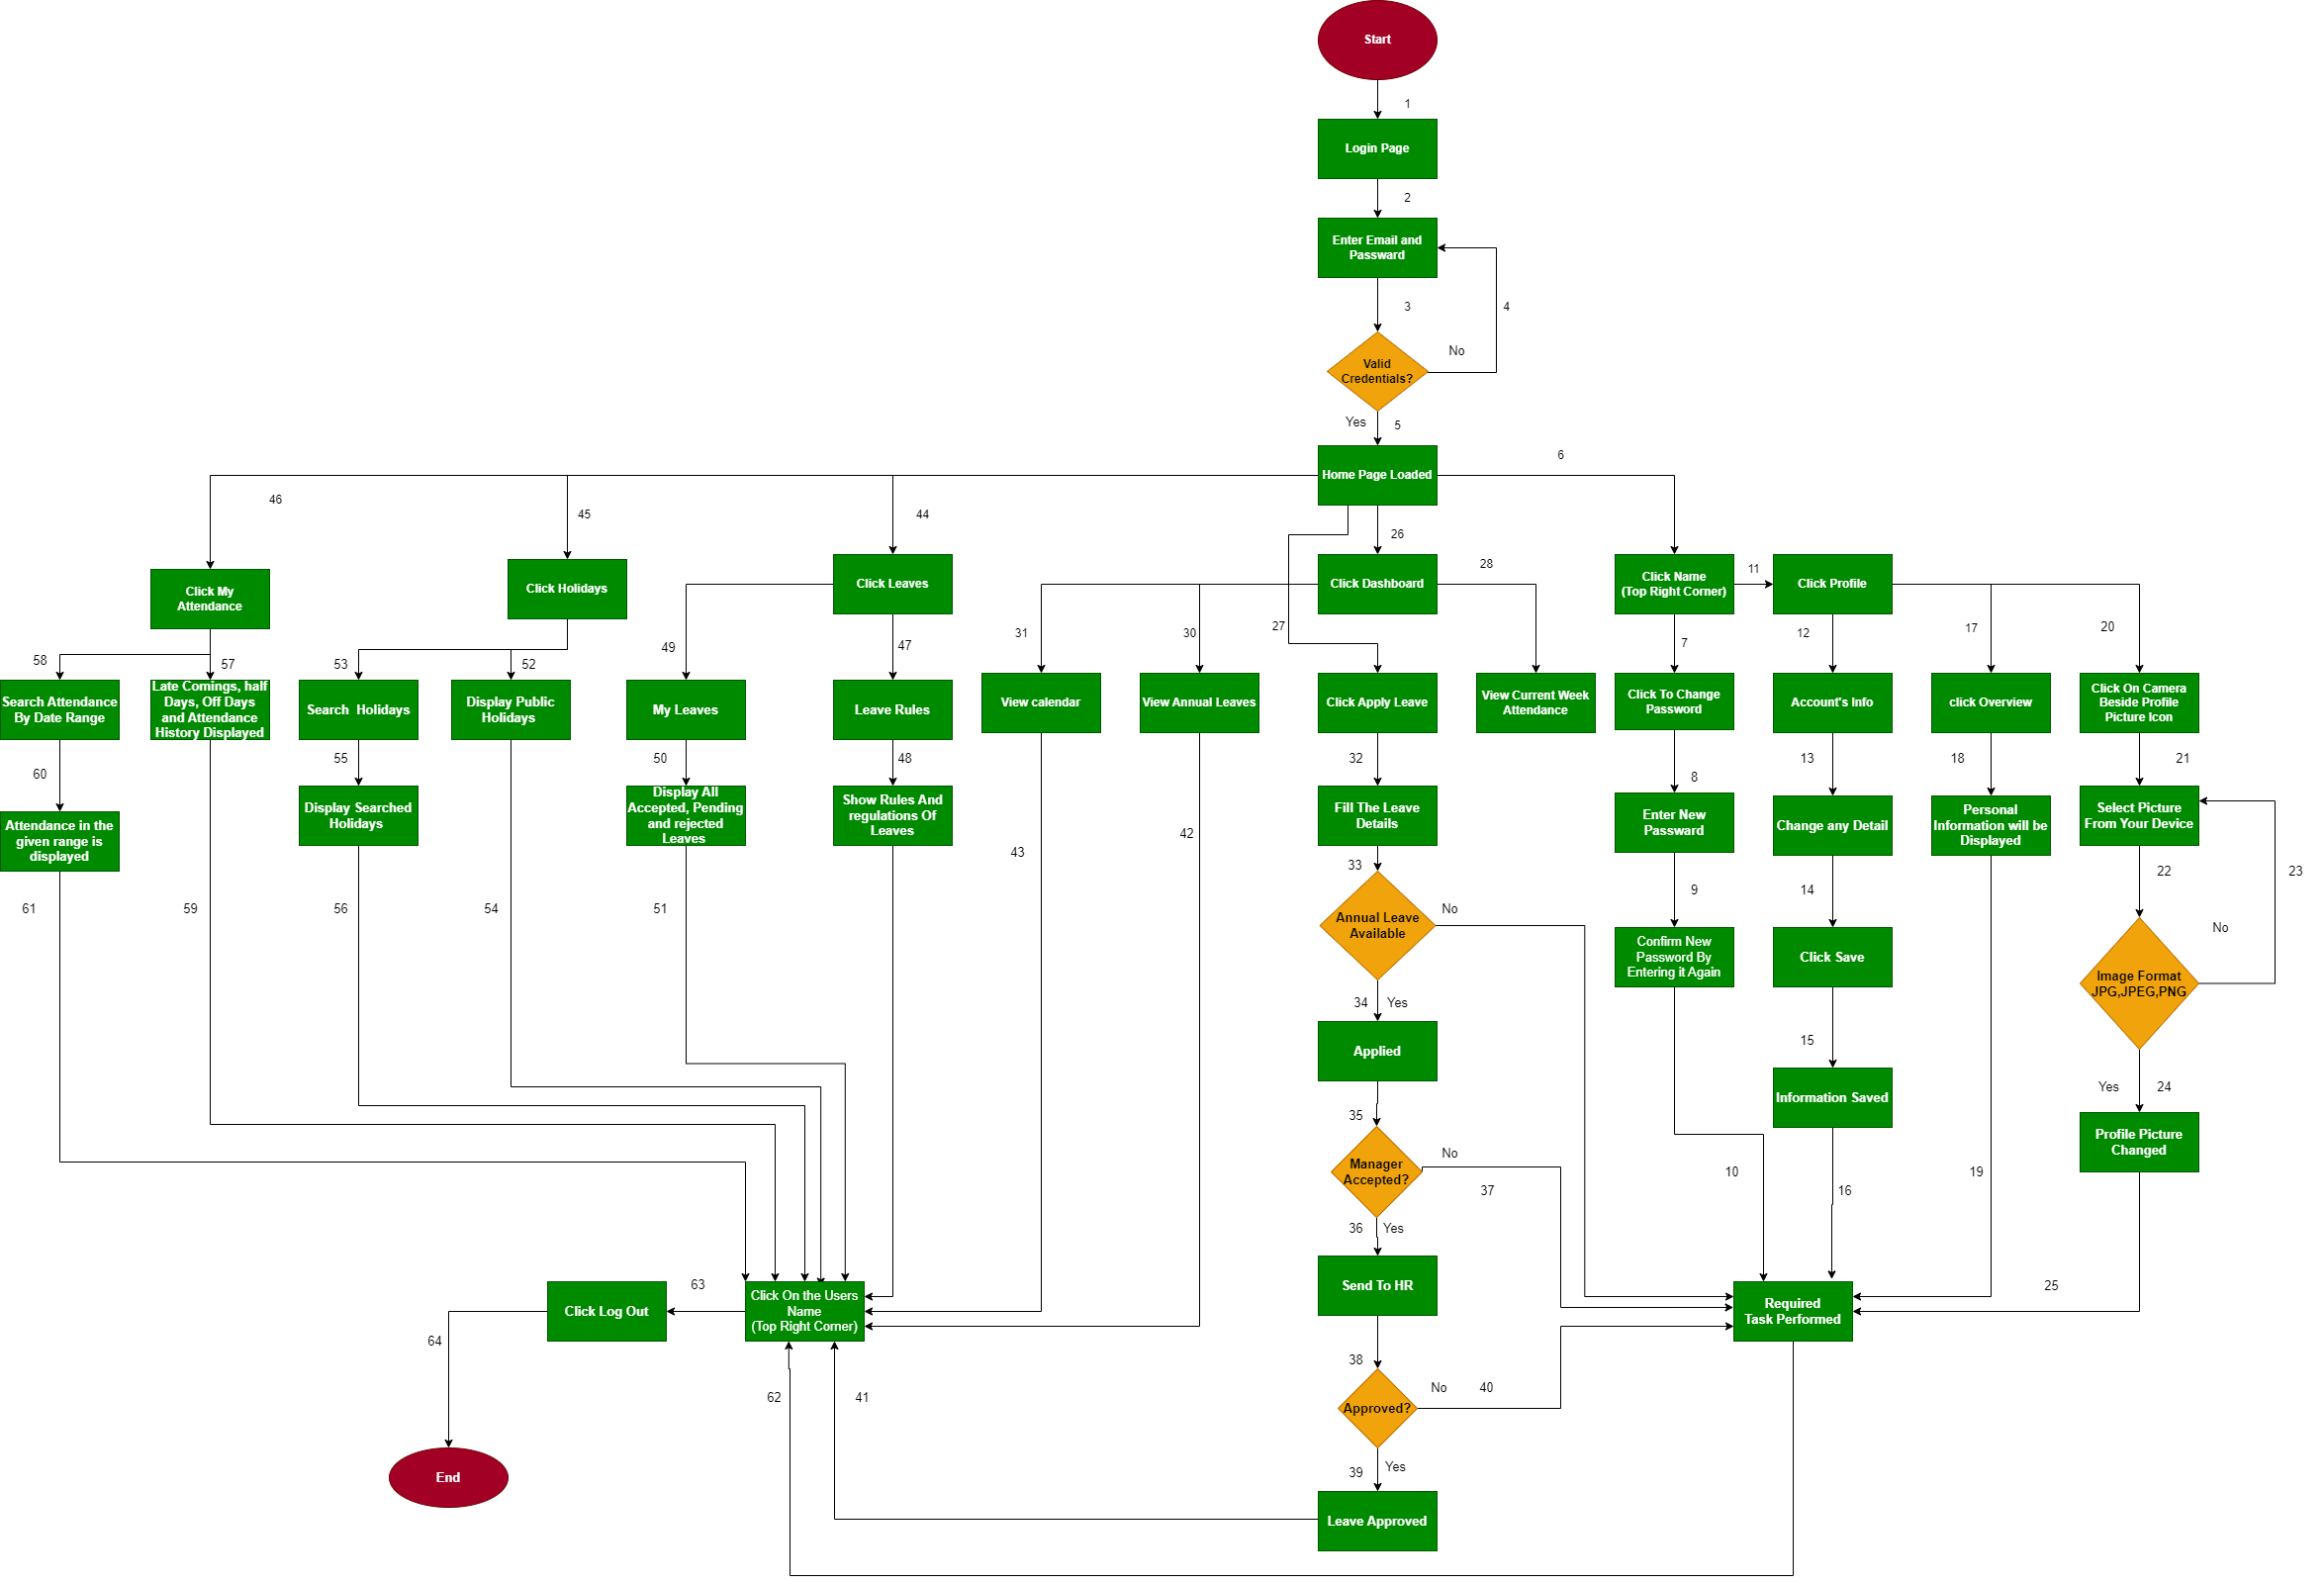 Start
1
Login Page
2
Enter Email and
Passward
3
4
Valid
Credentials?
No
Yes
5
Home Page Loaded
6
46
45
44
26
27
28
Click My
Attendance
Click Holidays
Click Leaves
Click Dashboard
Click Name
(Top Right Corner)
11
Click Profile
58
57
53
52
49
47
31
30
7
12
17
20
Search Attendance
By Date Range
Late Comings, half
Days, Off Days
and Attendance
History Displayed
Search  Holidays
Display Public
Holidays
My Leaves
Leave Rules
View calendar
View Annual Leaves
Click Apply Leave
View Current Week
Attendance
Click To Change
Password
Account's Info
click Overview
Click On Camera
Beside Profile
Picture Icon
60
55
50
48
32
8
13
18
21
Attendance in the
given range is
displayed
Display Searched
Holidays
Display All
Accepted, Pending
and rejected
Leaves
Show Rules And
regulations Of
Leaves
43
42
Fill The Leave
Details
Enter New
Password
Change any Detail
Personal
Information will be
Displayed
Select Picture
From Your Device
33
9
14
22
23
61
59
56
54
51
Annual Leave
Available
No
Confirm New
Password By
Entering it Again
Click Save
Image Format
JPG,JPEG,PNG
No
34
Yes
15
Applied
Information Saved
Yes
24
35
Profile Picture
Changed
Manager
Accepted?
No
37
10
16
19
36
Yes
Send To HR
25
63
Click Log Out
Click On the Users
Name
(Top Right Corner)
Required
Task Performed
64
62
41
38
Approved?
No
40
39
Yes
End
Leave Approved